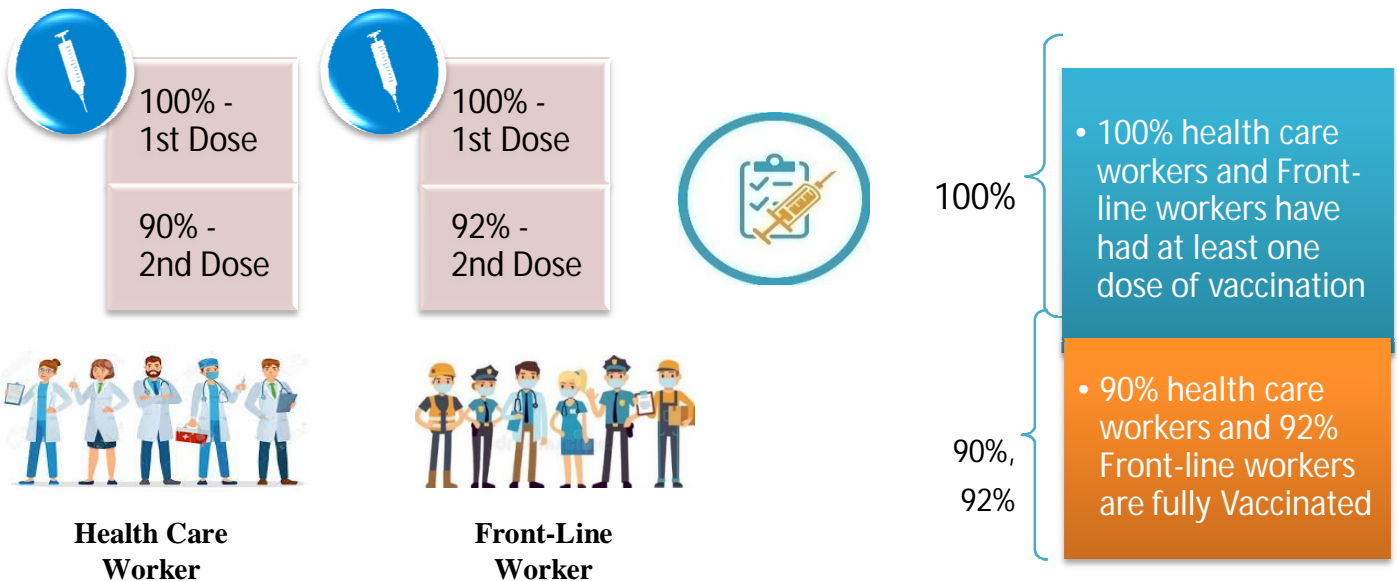 100% -
1st Dose
90% -
2nd Dose
Health Care
Worker
100% -
1st Dose
92% -
2nd Dose
Front-Line
Worker
100%
• 100% health care
workers and Front-
line workers have
had at least one
dose of vaccination
90%,
92%
• 90% health care
workers and 92%
Front-line workers
are fully Vaccinated